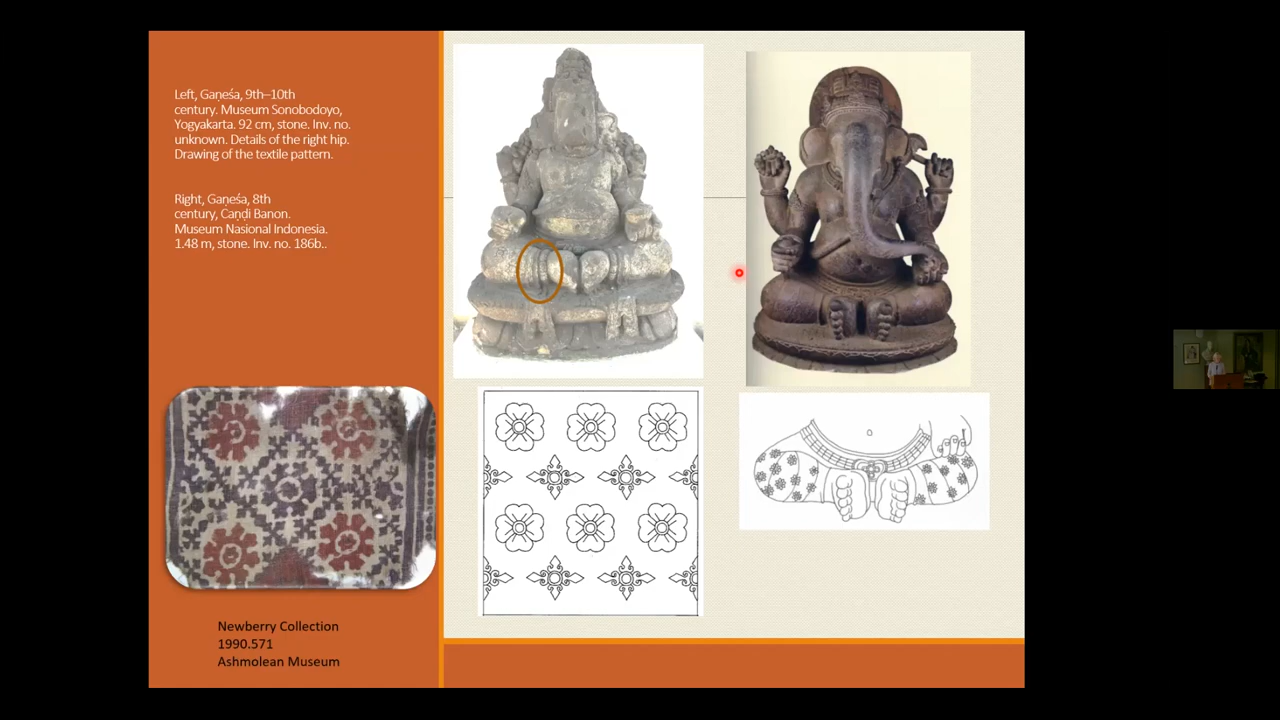 Left, Gaṇeśa, 9th–10th
century. Museum Sonobodoyo,
Yogyakarta. 92 cm, stone. Inv. no.
unknown. Details of the right hip.
Drawing of the textile pattern.
Right, Gaṇeśa, 8th
century, Caṇḍi Banon.
Museum Nasional Indonesia.
1.48 m, stone. Inv. no. 186b..
Newberry Collection
1990.571
Ashmolean Museum